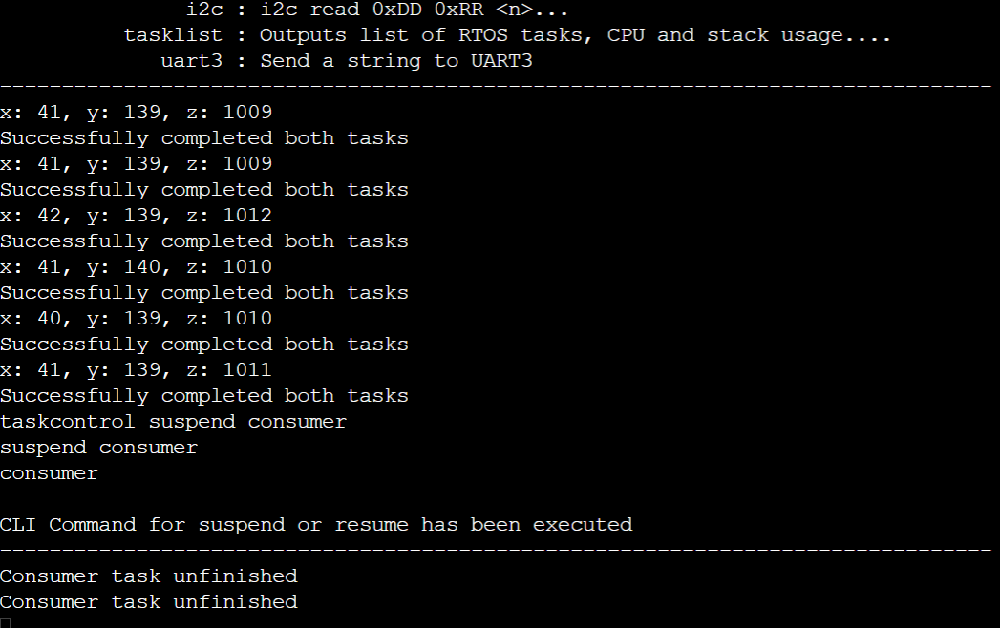 i2c : i2c read 0xDD 0xRR <n>...
tasklist : Outputs list of RTOS tasks, CPU and stack usage....
uart3 : Send a string to UART3
--------------------------------------------------------------------------------
x: 41, y: 139, z: 1009
Successfully completed both tasks
x: 41, y: 139, z: 1009
Successfully completed both tasks
x: 42, y: 139, z: 1012
Successfully completed both tasks
x: 41, y: 140, z: 1010
Successfully completed both tasks
x: 40, y: 139, z: 1010
Successfully completed both tasks
x: 41, y: 139, z: 1011
Successfully completed both tasks
taskcontrol suspend consumer
suspend consumer
consumer
CLI Command for suspend or resume has been executed
--------------------------------------------------------------------------------
Consumer task unfinished
Consumer task unfinished